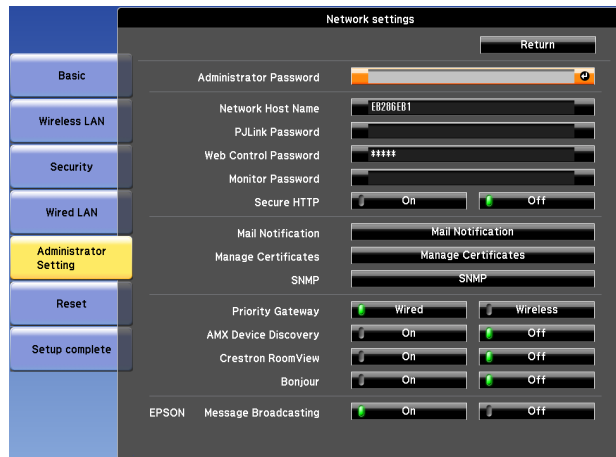 Network settings
Return
Basic
Wireless LAN
Security
Wired LAN
Administrator
Setting
Reset
Setup complete
Administrator Password
Network Host Name EB286EB1
PJLink Password
Web Control Password *****
Monitor Password
Secure HTTP On Off
Mail Notification Mail Notification
Manage Certificates Manage Certificates
SNMP SNMP
Priority Gateway Wired Wireless
AMX Device Discovery On Off
Crestron RoomView On Off
Bonjour On Off
EPSON Message Broadcasting On Off